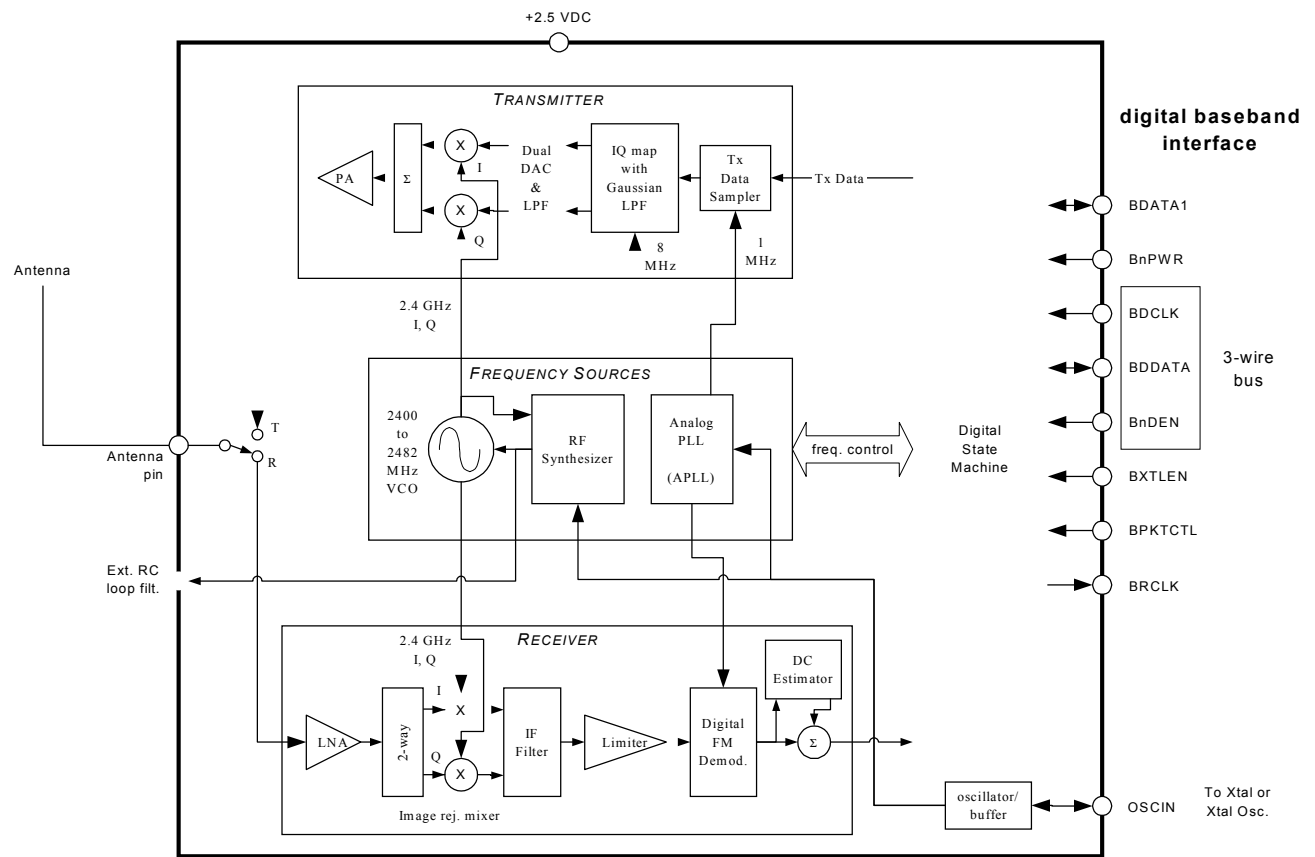 +2.5 VDC
TRANSMITTER
PA
Σ
X
I
X
Q
Dual
DAC
&
LPF
IQ map
with
Gaussian
LPF
8
MHz
Tx
Data
Sampler
1
MHz
Tx Data
digital baseband
interface
BDATA1
BnPWR
BDCLK
BDDATA
BnDEN
3-wire
bus
BXTLEN
BPKTCTL
BRCLK
Antenna
Antenna
pin
T
R
2.4 GHz
I, Q
FREQUENCY SOURCES
2400
to
2482
MHz
VCO
RF
Synthesizer
Analog
PLL
(APLL)
freq. control
Digital
State
Machine
Ext. RC
loop filt.
RECEIVER
2.4 GHz
I, Q
LNA
2-way
I
X
Q
X
Image rej. mixer
IF
Filter
Limiter
Digital
FM
Demod.
DC
Estimator
Σ
oscillator/
buffer
OSCIN
To Xtal or
Xtal Osc.